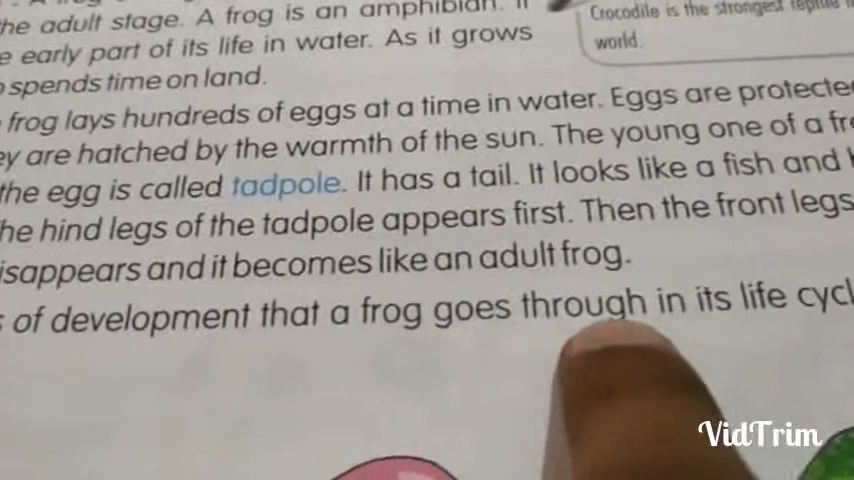 the adult stage. A frog is an amphibian. It
e early part of its life in water. As it grows
o spends time on land.
Crocodile is the strongest reptile
world.
frog lays hundreds of eggs at a time in water. Eggs are protecte
ey are hatched by the warmth of the sun. The young one of a fr
the egg is called tadpole. It has a tail. It looks like a fish and
he hind legs of the tadpole appears first. Then the front legs
isappears and it becomes like an adult frog.
s of development that a frog goes through in its life cycl
VidTrim